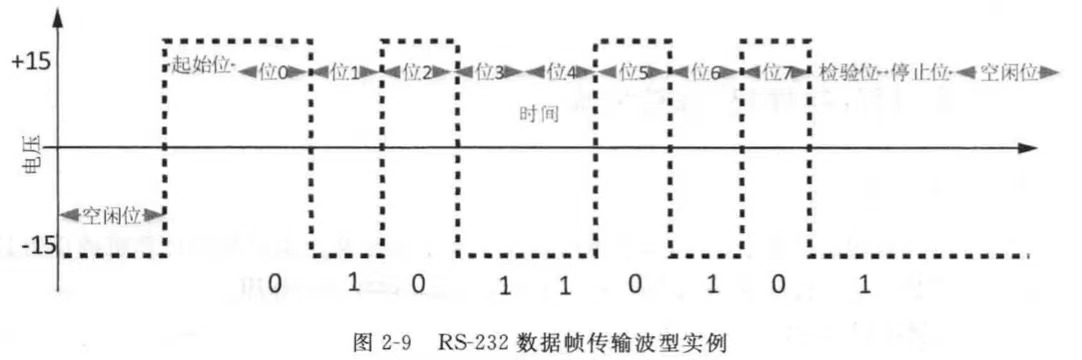 +15
起始位
位0
位1
位2
位3
位4
位5
位6
位7
检验位
停止位
空闲位
时间
电压
空闲位
-15
0 1 0 1 1 0 1 0 1
图 2-9 RS-232 数据帧传输波型实例